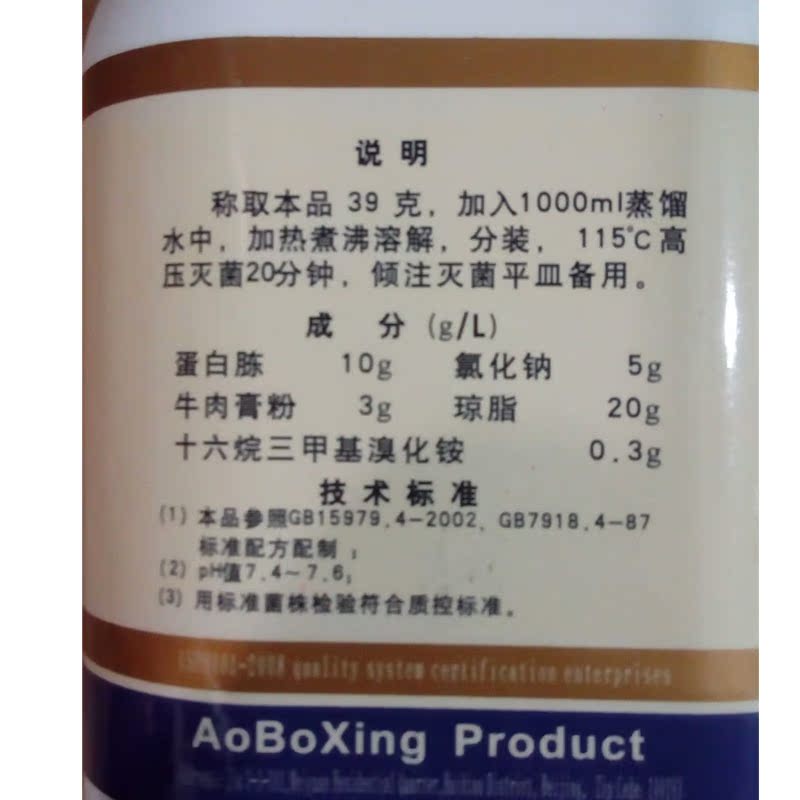 说 明
称取本品 39 克，加入1000ml蒸馏
水中，加热煮沸溶解，分装，115℃高
压灭菌20分钟，倾注灭菌平皿备用。
成 分 (g/L)
蛋白胨 10g 氯化钠 5g
牛肉膏粉 3g 琼脂 20g
十六烷三甲基溴化铵 0.3g
技 术 标 准
(1) 本品参照GB15979.4-2002、GB7918.4-87
标准配方配制；
(2) pH值7.4~7.6；
(3) 用标准菌株检验符合质控标准。
-2008 quality system certification enterprises
AoBoXing Product